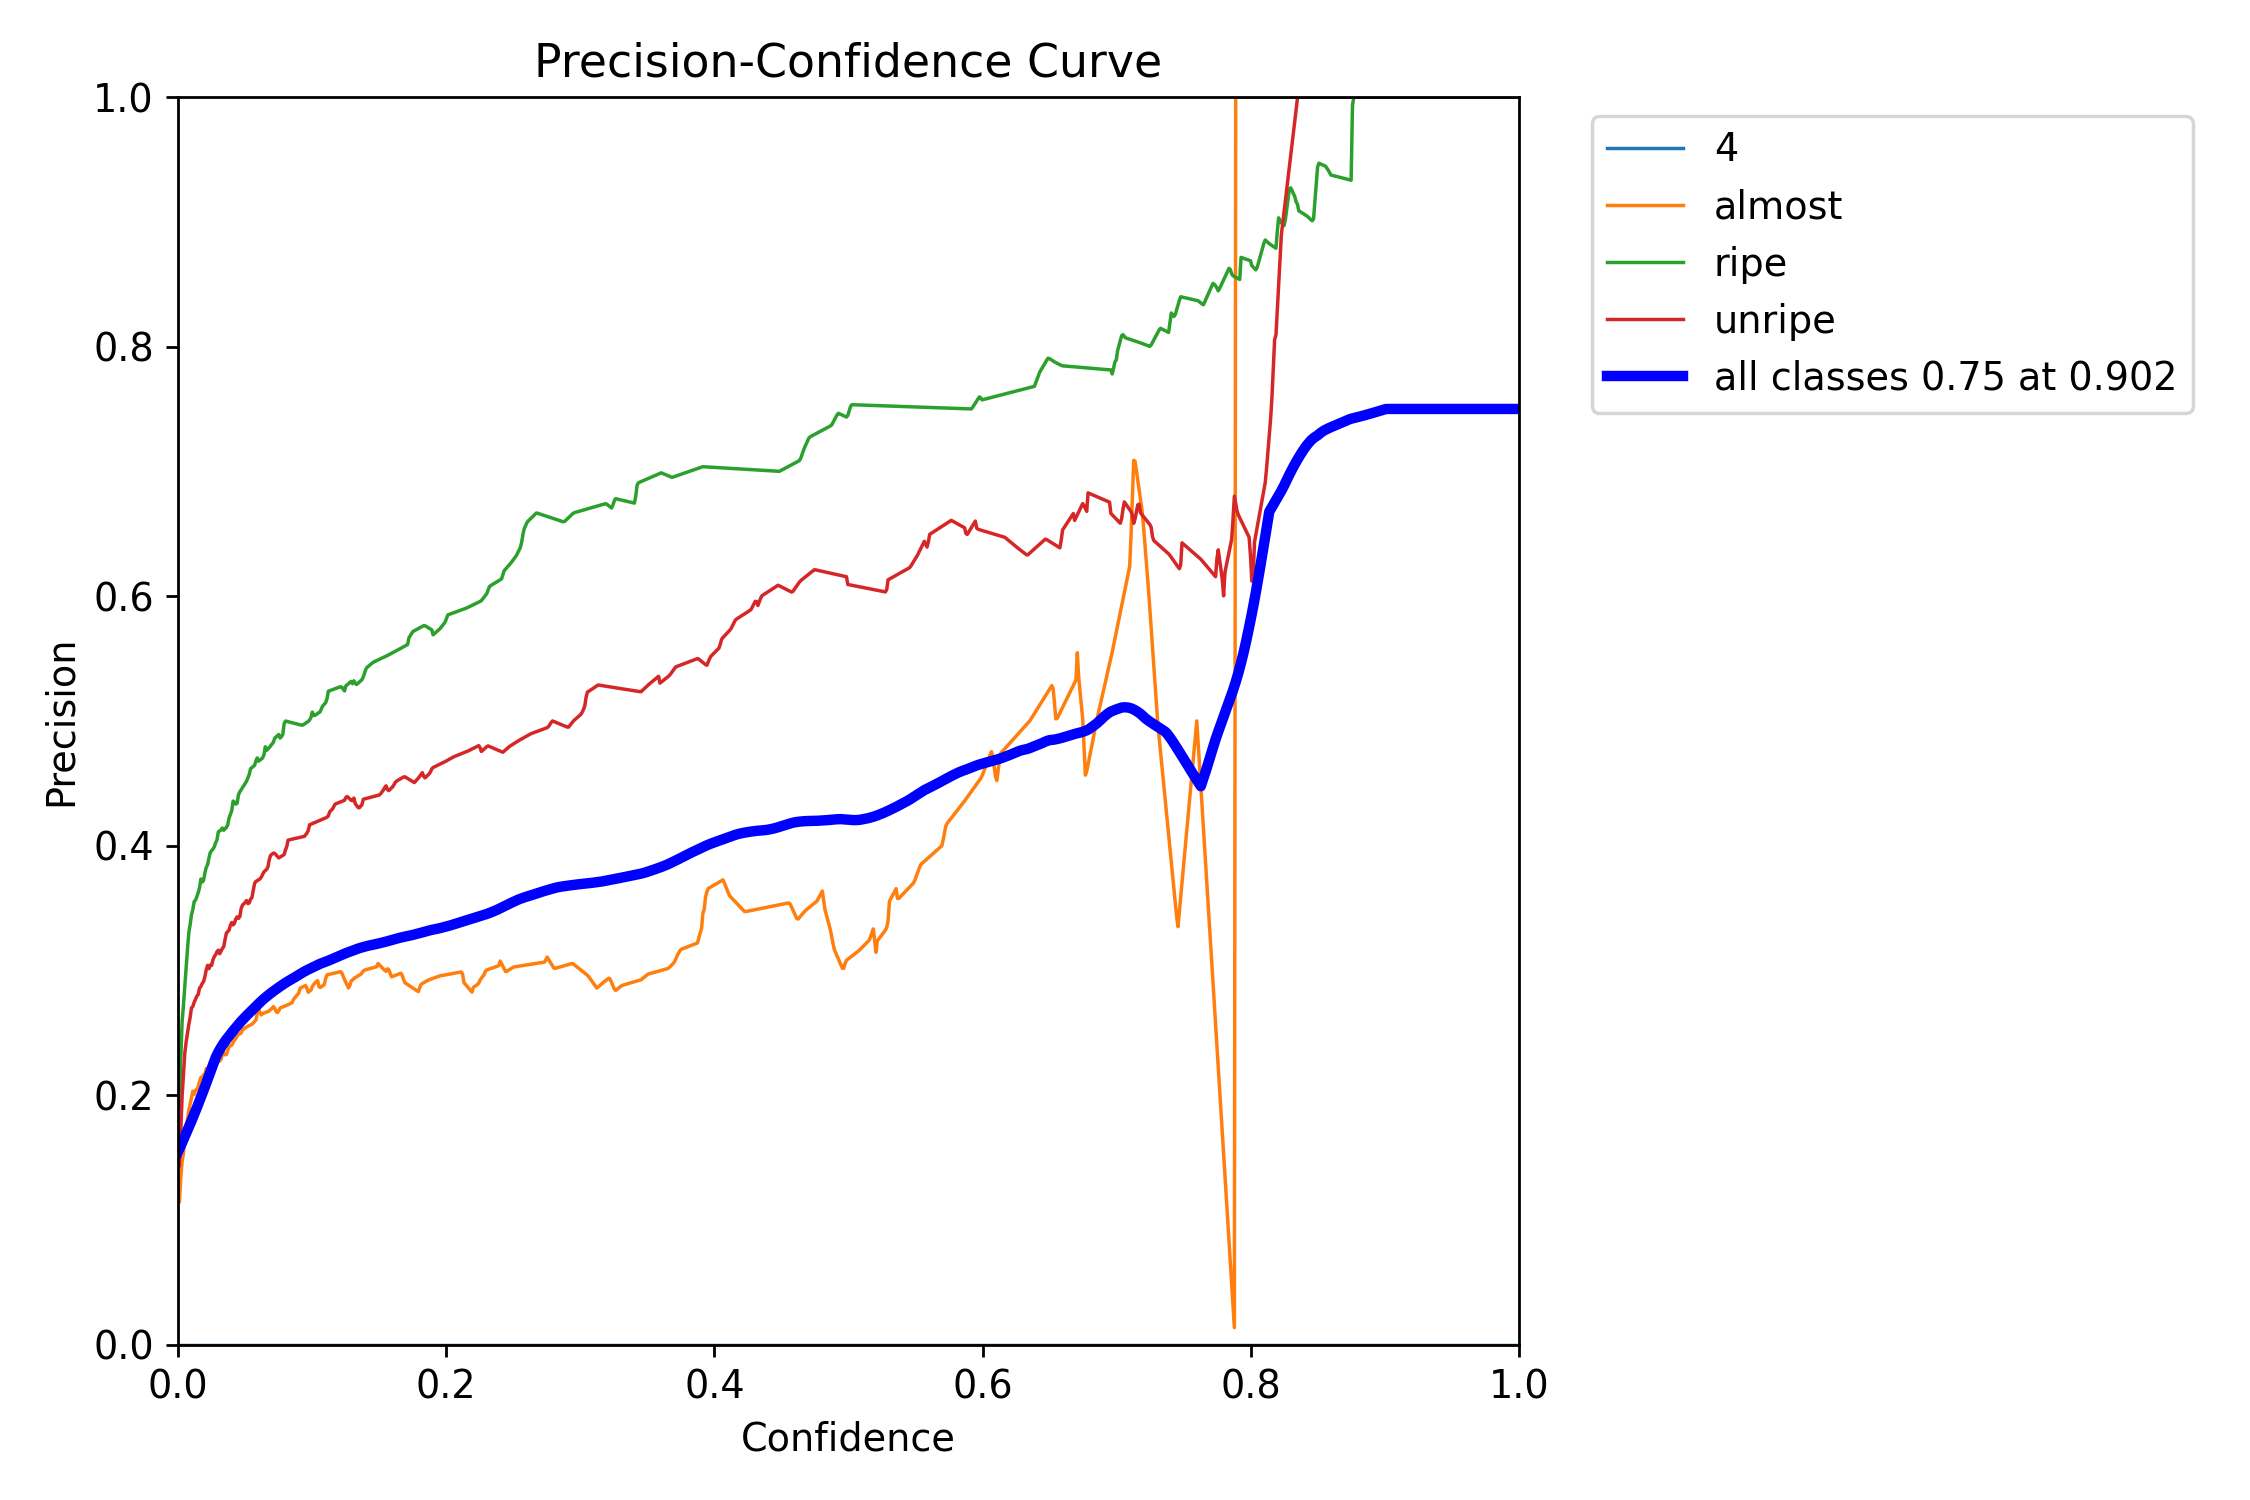 Precision-Confidence Curve
1.0
0.8
0.6
0.4
0.2
0.0
Precision
0.0 0.2 0.4 0.6 0.8 1.0
Confidence
4
almost
ripe
unripe
all classes 0.75 at 0.902